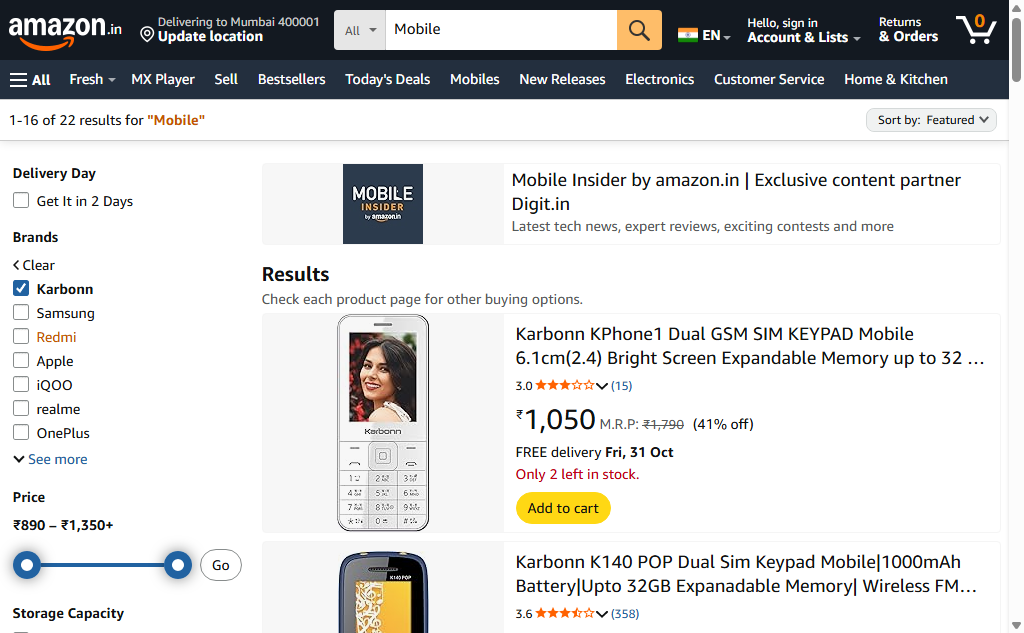 amazon.in
Delivering to Mumbai 400001
Update location
All
Mobile
EN
Hello, sign in
Account & Lists
Returns
& Orders
0
All
Fresh
MX Player
Sell
Bestsellers
Today's Deals
Mobiles
New Releases
Electronics
Customer Service
Home & Kitchen
1-16 of 22 results for "Mobile"
Sort by: Featured
Delivery Day
Get It in 2 Days
Brands
Clear
Karbonn
Samsung
Redmi
Apple
iQOO
realme
OnePlus
See more
Price
₹890 – ₹1,350+
Go
Storage Capacity
MOBILE
INSIDER
by amazon.in
Mobile Insider by amazon.in | Exclusive content partner
Digit.in
Latest tech news, expert reviews, exciting contests and more
Results
Check each product page for other buying options.
Karbonn
Karbonn KPhone1 Dual GSM SIM KEYPAD Mobile
6.1cm(2.4) Bright Screen Expandable Memory up to 32 …
3.0 (15)
₹1,050 M.R.P: ₹1,790 (41% off)
FREE delivery Fri, 31 Oct
Only 2 left in stock.
Add to cart
K140 POP
Karbonn K140 POP Dual Sim Keypad Mobile|1000mAh
Battery|Upto 32GB Expanadable Memory| Wireless FM…
3.6 (358)